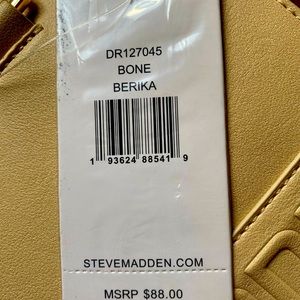 DR127045
BONE
BERIKA
1 93624 88541 9
STEVEMADDEN.COM
MSRP $88.00